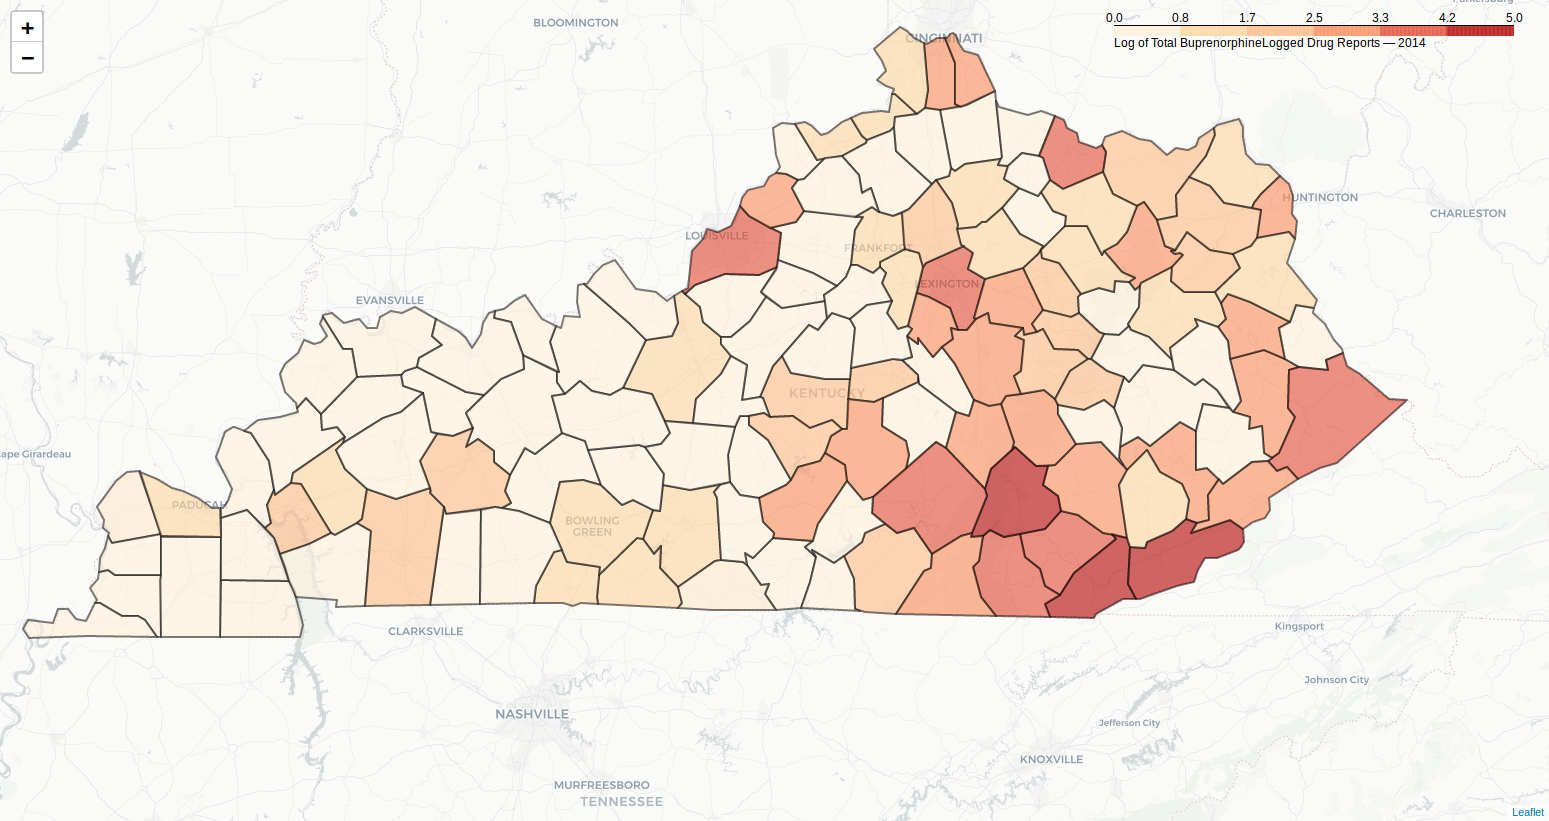 +
−
BLOOMINGTON
CINCINNATI
0.0 0.8 1.7 2.5 3.3 4.2 5.0
Log of Total BuprenorphineLogged Drug Reports — 2014
HUNTINGTON
CHARLESTON
LOUISVILLE
FRANKFORT
LEXINGTON
EVANSVILLE
KENTUCKY
Cape Girardeau
PADUCAH
BOWLING
GREEN
CLARKSVILLE
Kingsport
Johnson City
NASHVILLE
Jefferson City
KNOXVILLE
MURFREESBORO
TENNESSEE
Leaflet